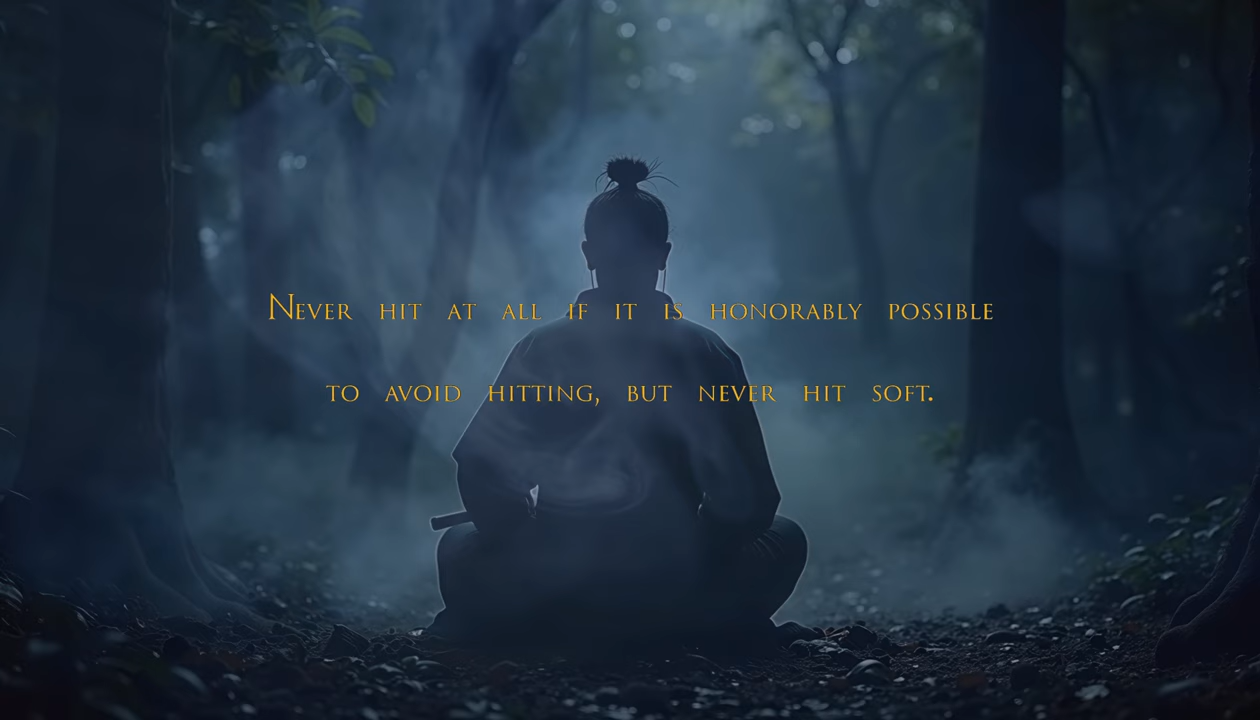 Never hit at all if it is honorably possible
to avoid hitting, but never hit soft.